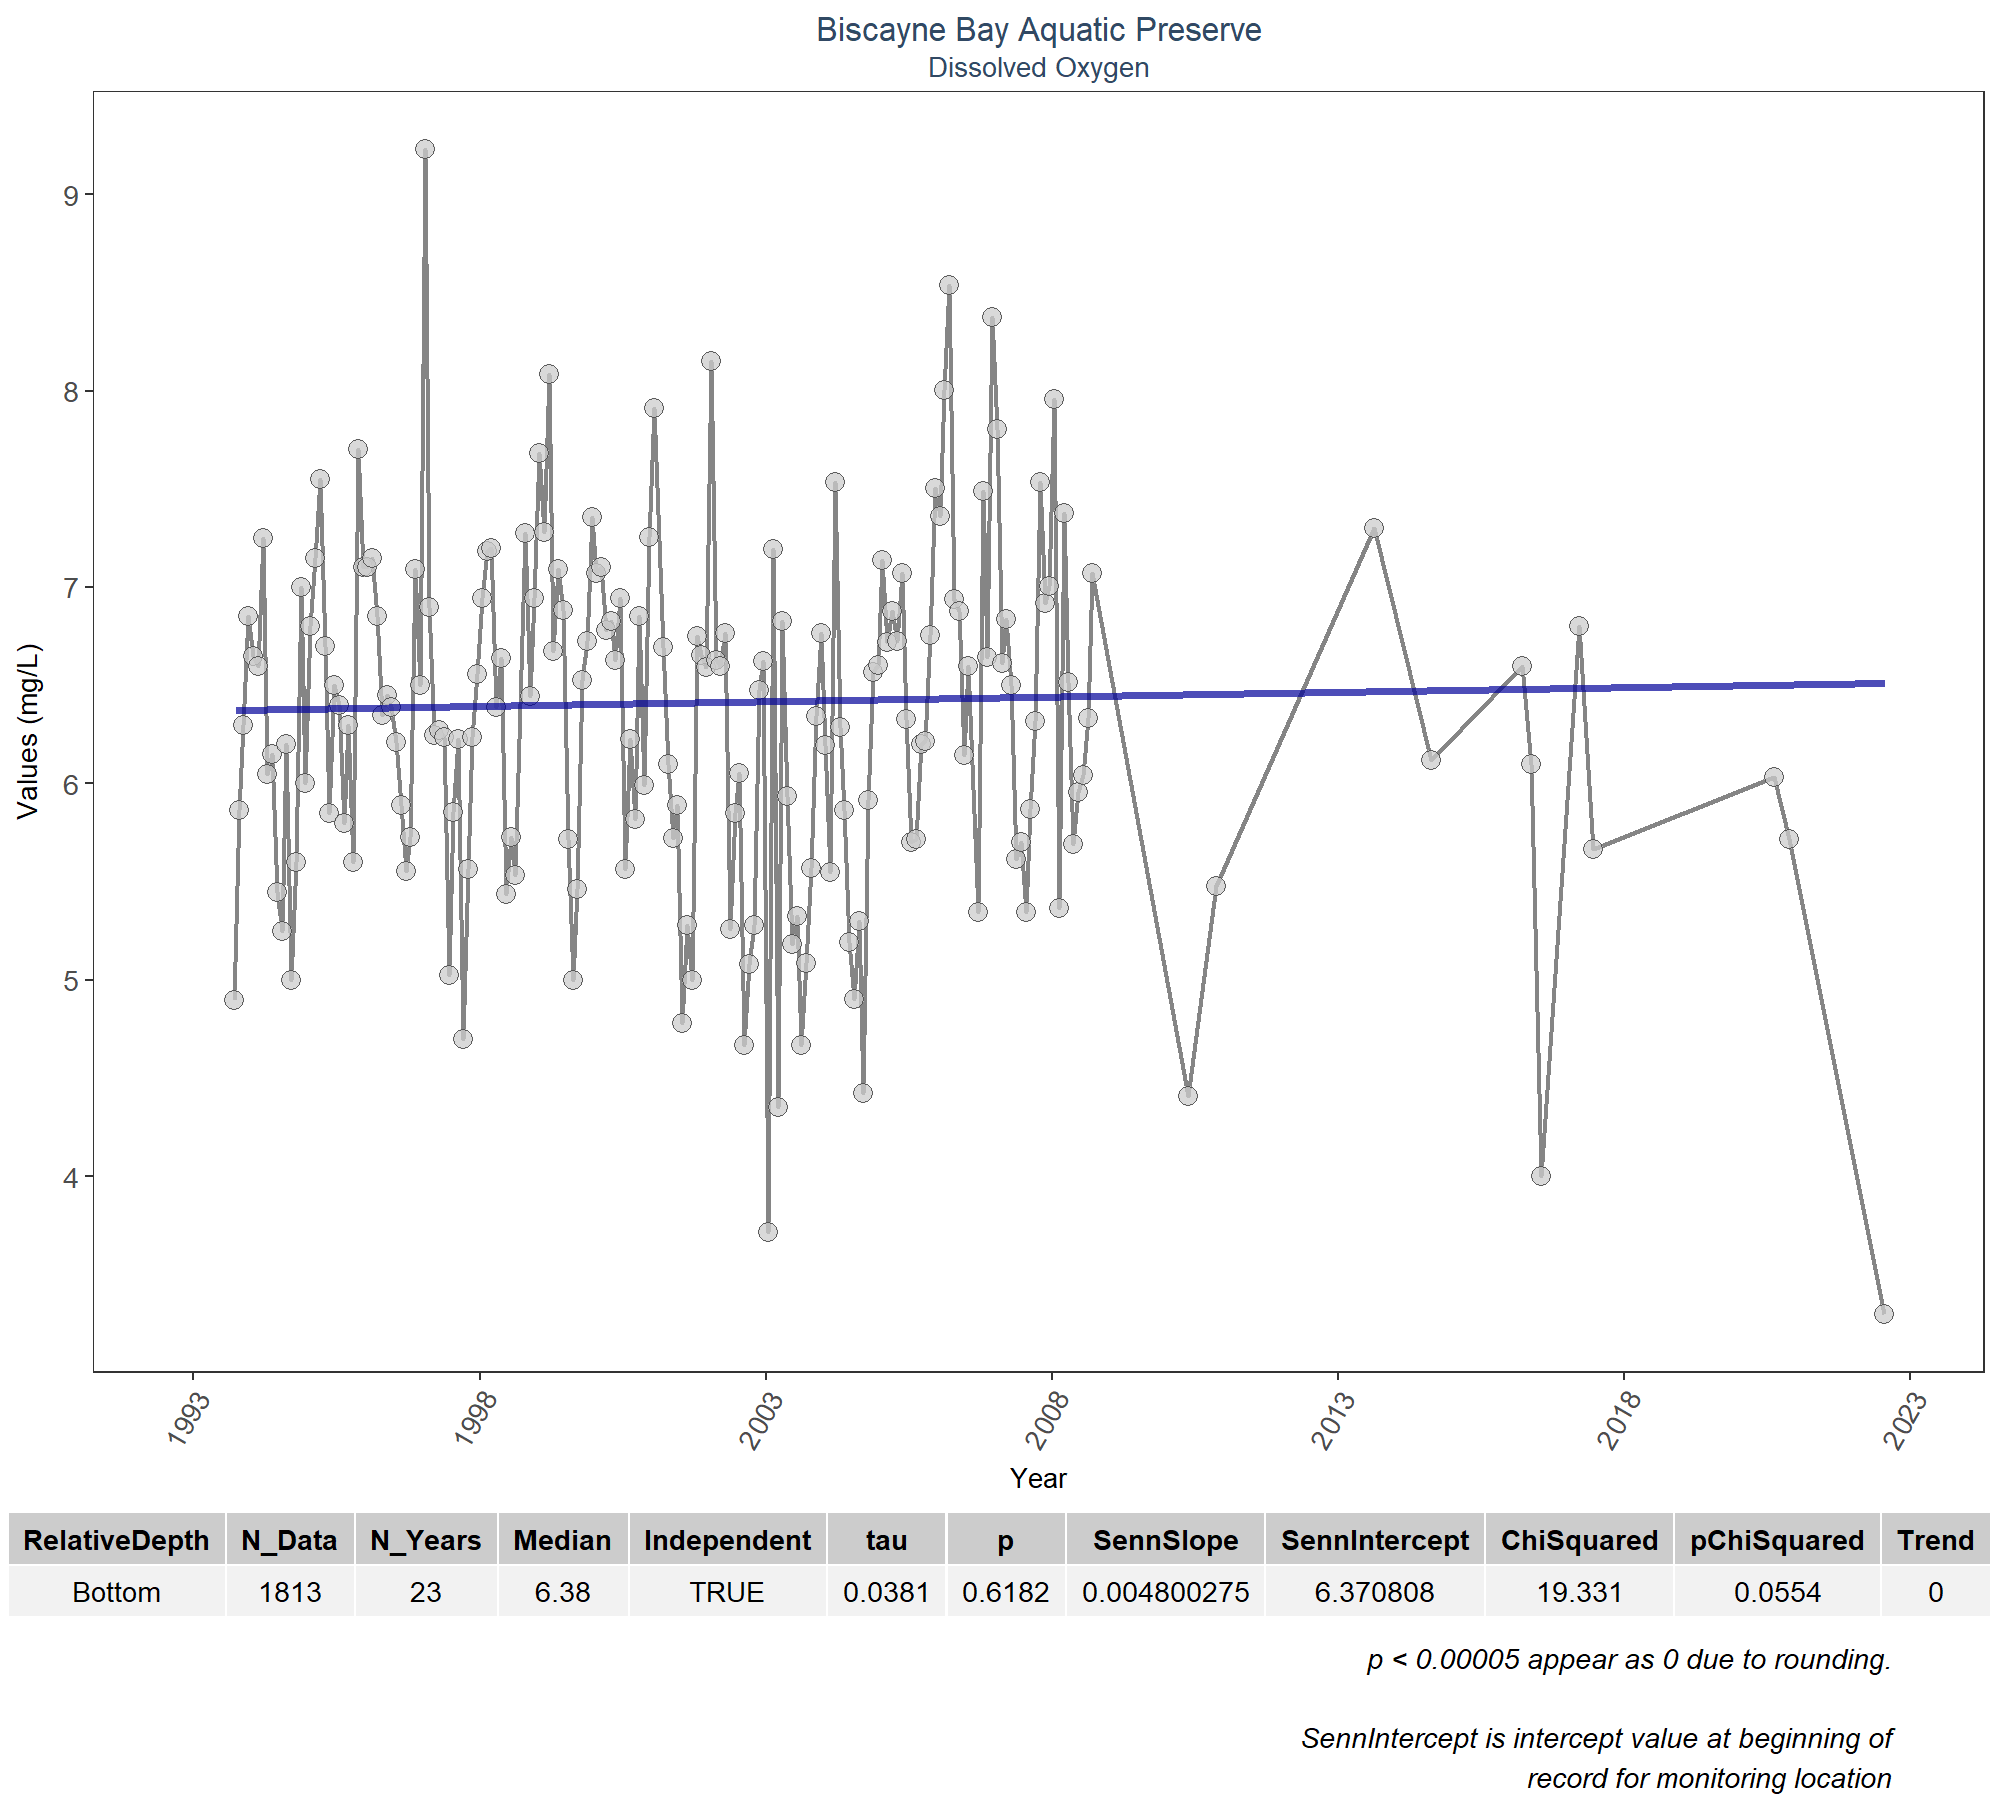 Biscayne Bay Aquatic Preserve
Dissolved Oxygen
Values (mg/L)
9
8
7
6
5
4
1993 1998 2003 2008 2013 2018 2023
Year
RelativeDepth N_Data N_Years Median Independent tau p SennSlope SennIntercept ChiSquared pChiSquared Trend
Bottom 1813 23 6.38 TRUE 0.0381 0.6182 0.004800275 6.370808 19.331 0.0554 0
p < 0.00005 appear as 0 due to rounding.
SennIntercept is intercept value at beginning of
record for monitoring location